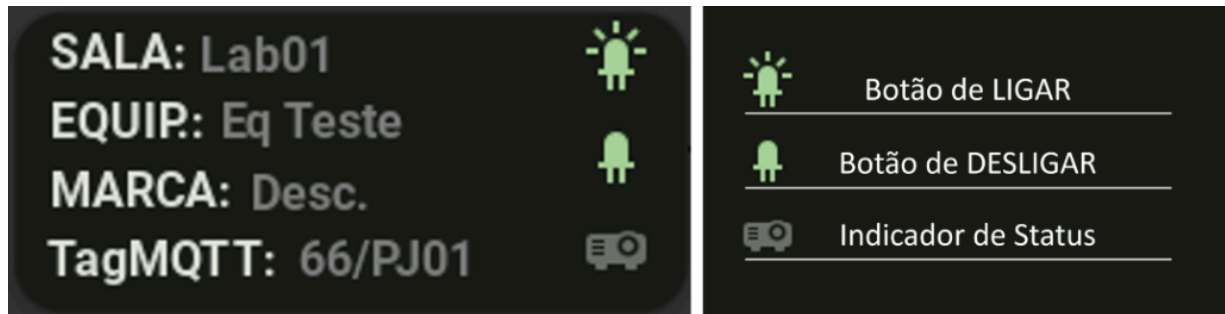 SALA: Lab01
EQUIP.: Eq Teste
MARCA: Desc.
TagMQTT: 66/PJ01
Botão de LIGAR
Botão de DESLIGAR
Indicador de Status